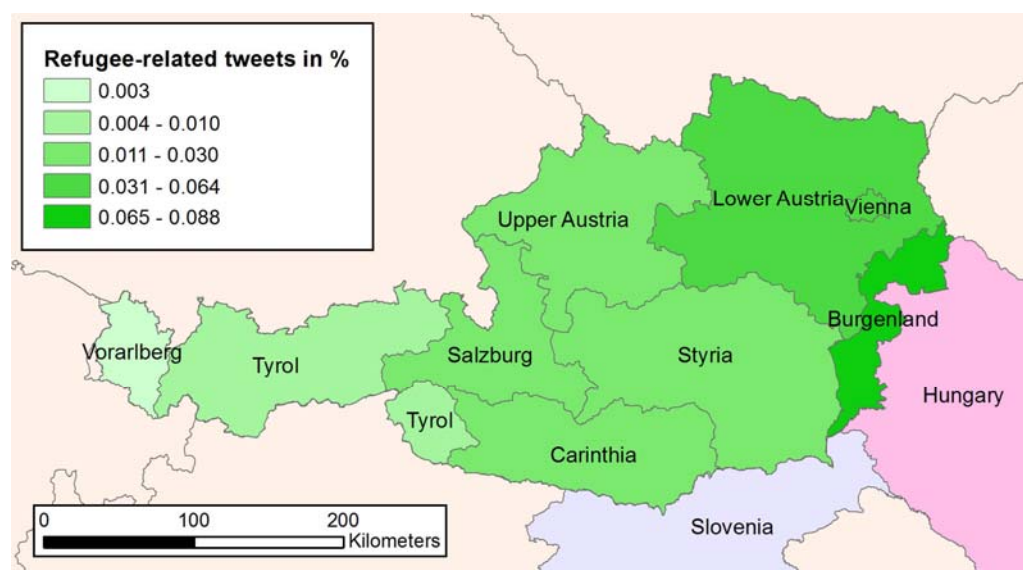 Refugee-related tweets in %
0.003
0.004 - 0.010
0.011 - 0.030
0.031 - 0.064
0.065 - 0.088
Lower Austria
Vienna
Upper Austria
Burgenland
Vorarlberg
Tyrol
Salzburg
Styria
Hungary
Tyrol
Carinthia
Slovenia
0 100 200
Kilometers